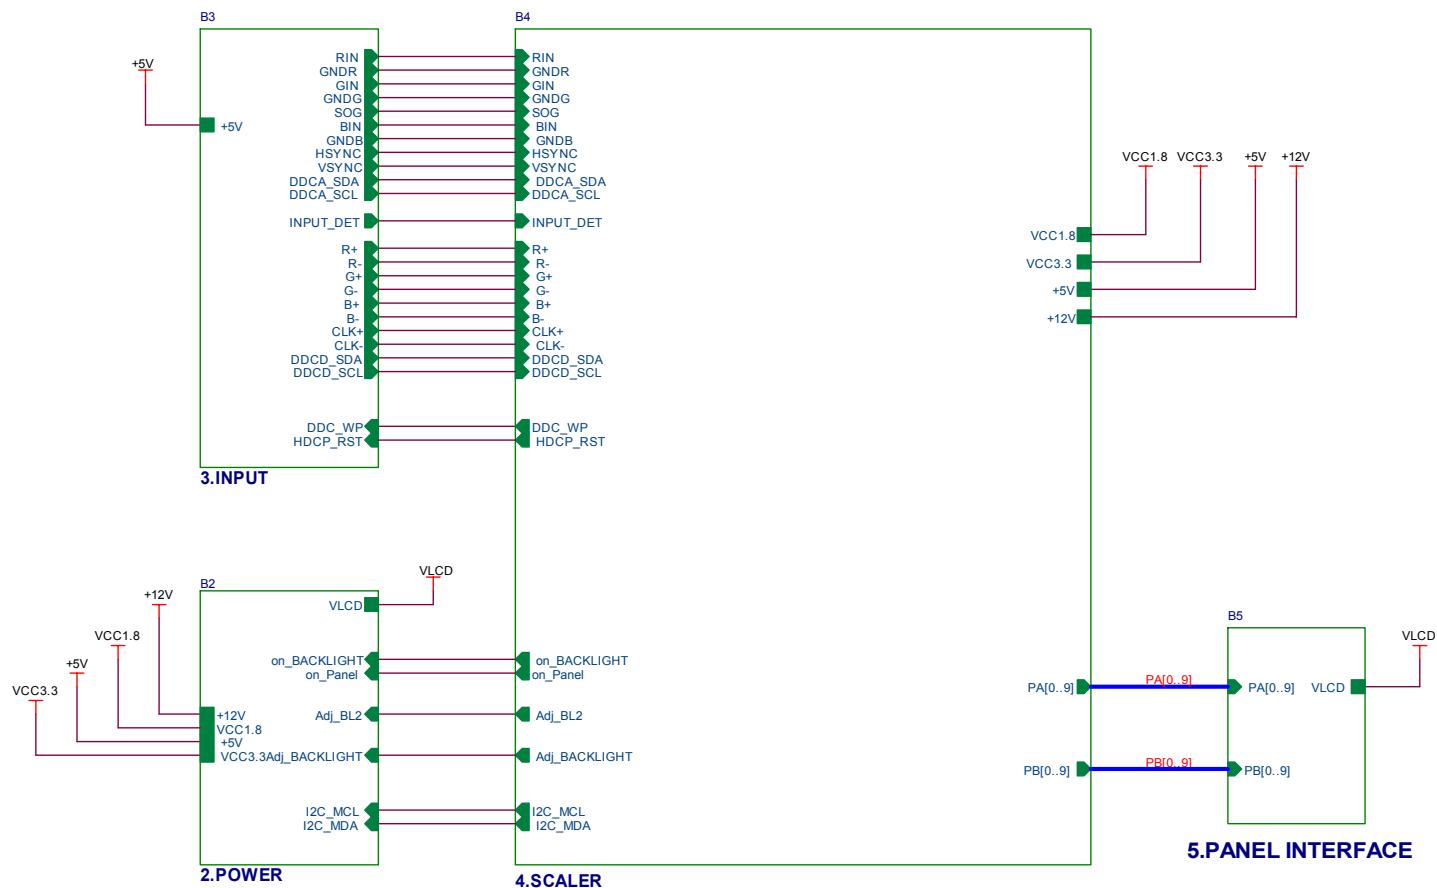 B3
+5V
+5V
RIN
GNDR
GIN
GNDG
SOG
BIN
GNDB
HSYNC
VSYNC
DDCA_SDA
DDCA_SCL
INPUT_DET
R+
R-
G+
G-
B+
B-
CLK+
CLK-
DDCD_SDA
DDCD_SCL
DDC_WP
HDCP_RST
3.INPUT
B4
RIN
GNDR
GIN
GNDG
SOG
BIN
GNDB
HSYNC
VSYNC
DDCA_SDA
DDCA_SCL
INPUT_DET
R+
R-
G+
G-
B+
B-
CLK+
CLK-
DDCD_SDA
DDCD_SCL
DDC_WP
HDCP_RST
on_BACKLIGHT
on_Panel
Adj_BL2
Adj_BACKLIGHT
I2C_MCL
I2C_MDA
VCC1.8
VCC3.3
+5V
+12V
VCC1.8
VCC3.3
+5V
+12V
PA[0..9]
PB[0..9]
4.SCALER
B2
VLCD
VLCD
+12V
VCC1.8
+5V
VCC3.3
+12V
VCC1.8
+5V
VCC3.3
on_BACKLIGHT
on_Panel
Adj_BL2
Adj_BACKLIGHT
I2C_MCL
I2C_MDA
2.POWER
PA[0..9]
PB[0..9]
B5
PA[0..9]
VLCD
VLCD
PB[0..9]
5.PANEL INTERFACE